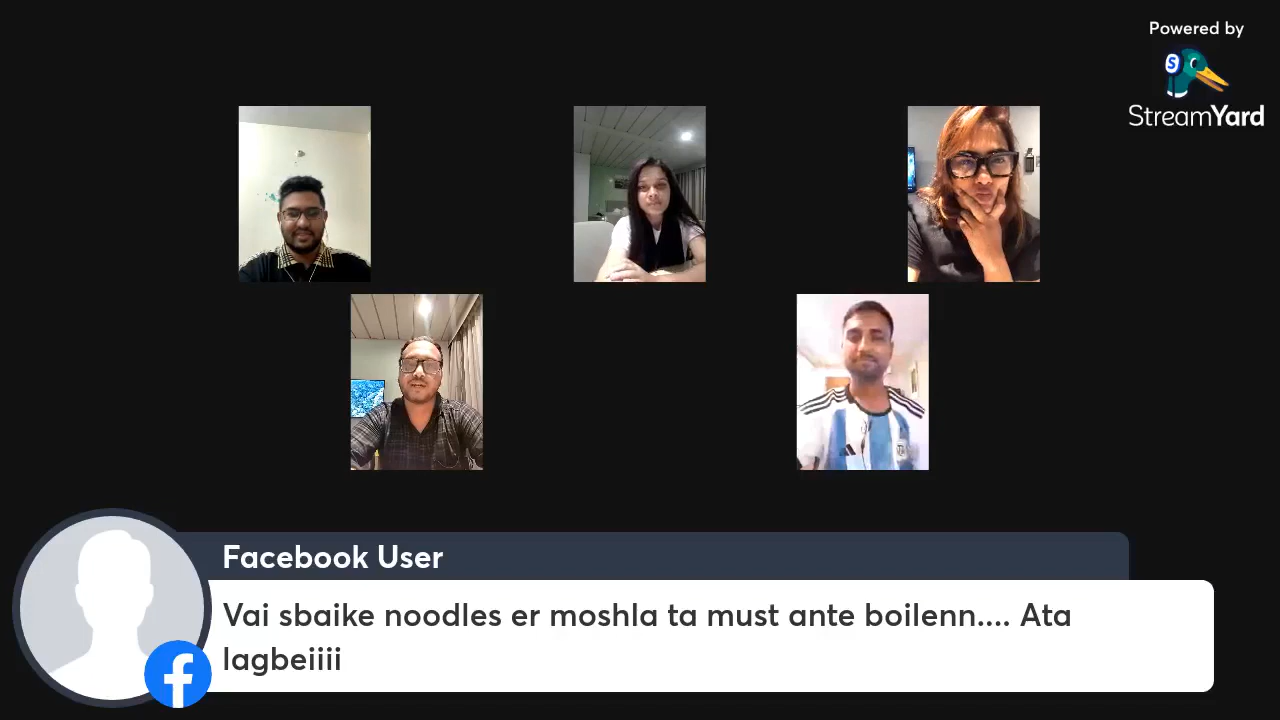 Powered by
StreamYard
Facebook User
Vai sbaike noodles er moshla ta must ante boilenn.... Ata
lagbeiiii